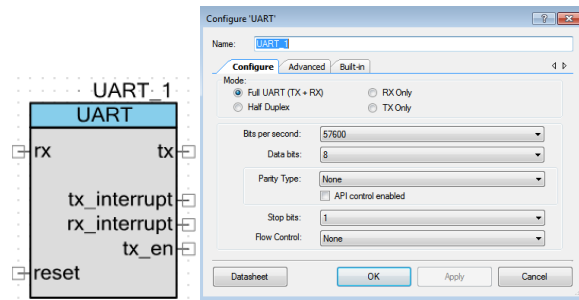 UART_1
UART
rx
tx
tx_interrupt
rx_interrupt
tx_en
reset
Configure 'UART'
Name: UART_1
Configure Advanced Built-in
Mode:
Full UART (TX + RX) RX Only
Half Duplex TX Only
Bits per second: 57600
Data bits: 8
Parity Type: None
API control enabled
Stop bits: 1
Flow Control: None
Datasheet OK Apply Cancel